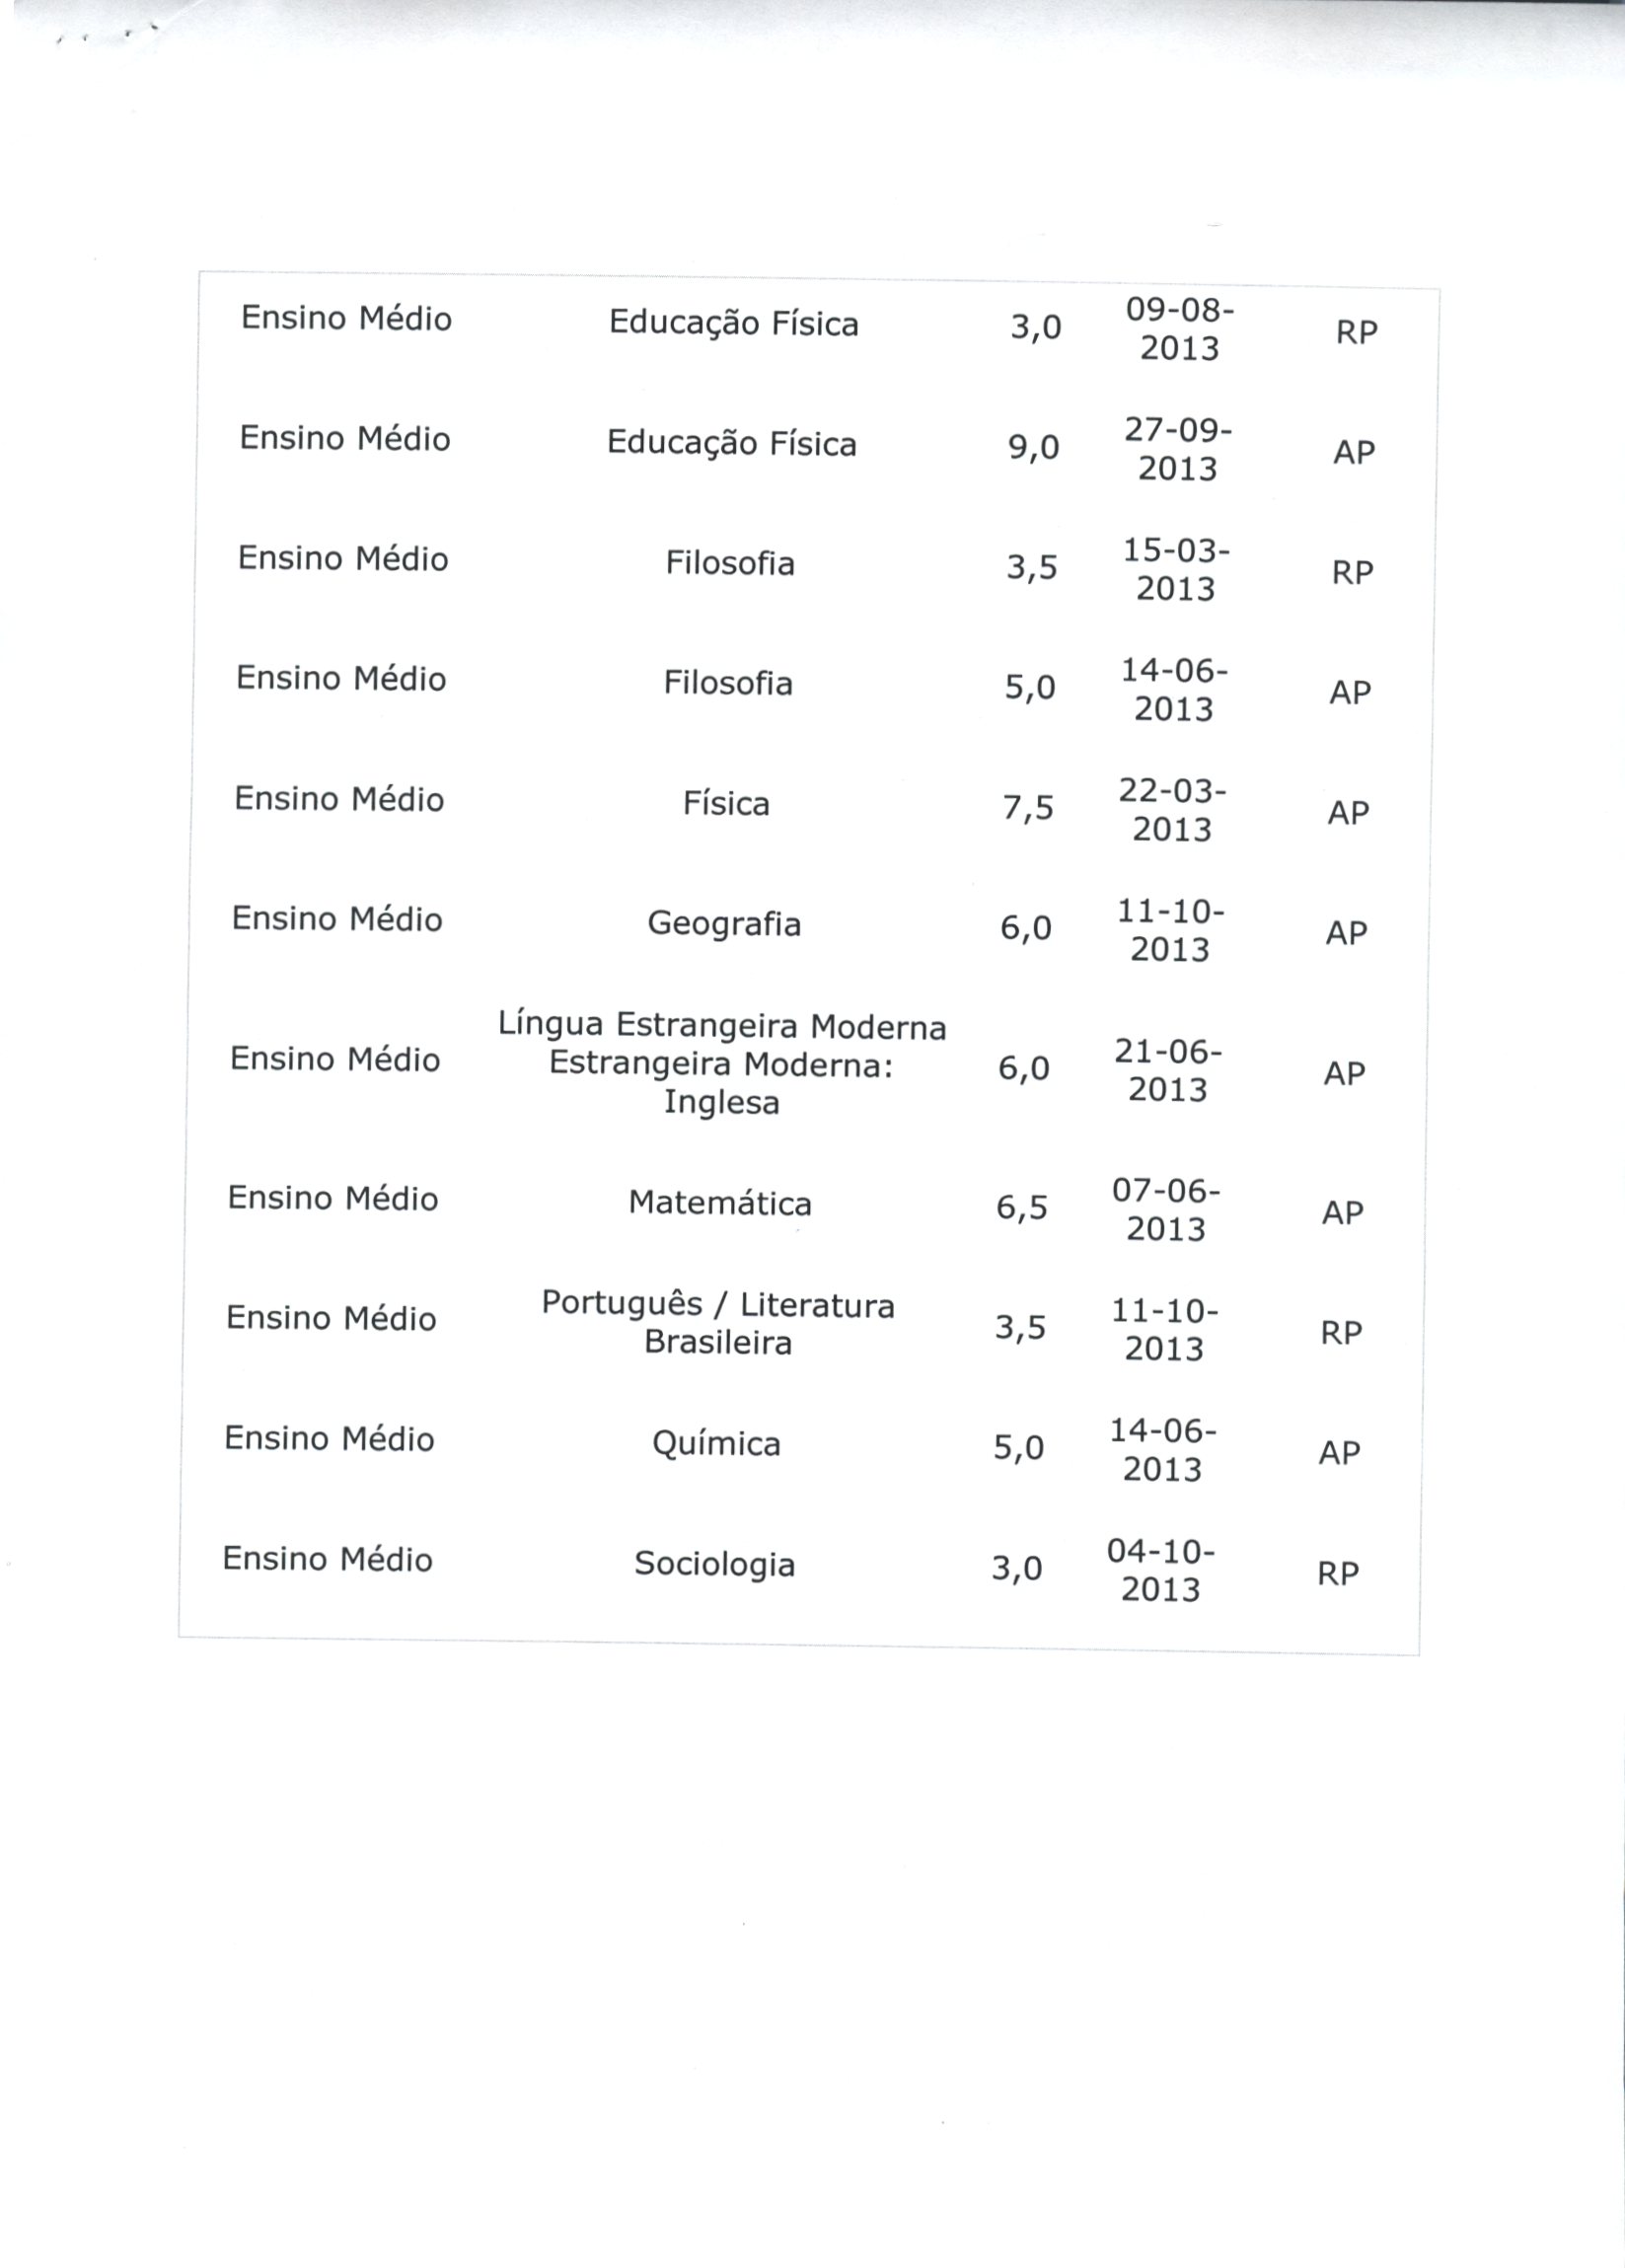 Ensino Médio Educação Física 3,0 09-08-
2013 RP
Ensino Médio Educação Física 9,0 27-09-
2013 AP
Ensino Médio Filosofia 3,5 15-03-
2013 RP
Ensino Médio Filosofia 5,0 14-06-
2013 AP
Ensino Médio Física 7,5 22-03-
2013 AP
Ensino Médio Geografia 6,0 11-10-
2013 AP
Língua Estrangeira Moderna
Ensino Médio Estrangeira Moderna: 6,0 21-06-
2013 AP
Inglesa
Ensino Médio Matemática 6,5 07-06-
2013 AP
Ensino Médio Português / Literatura
Brasileira 3,5 11-10-
2013 RP
Ensino Médio Química 5,0 14-06-
2013 AP
Ensino Médio Sociologia 3,0 04-10-
2013 RP